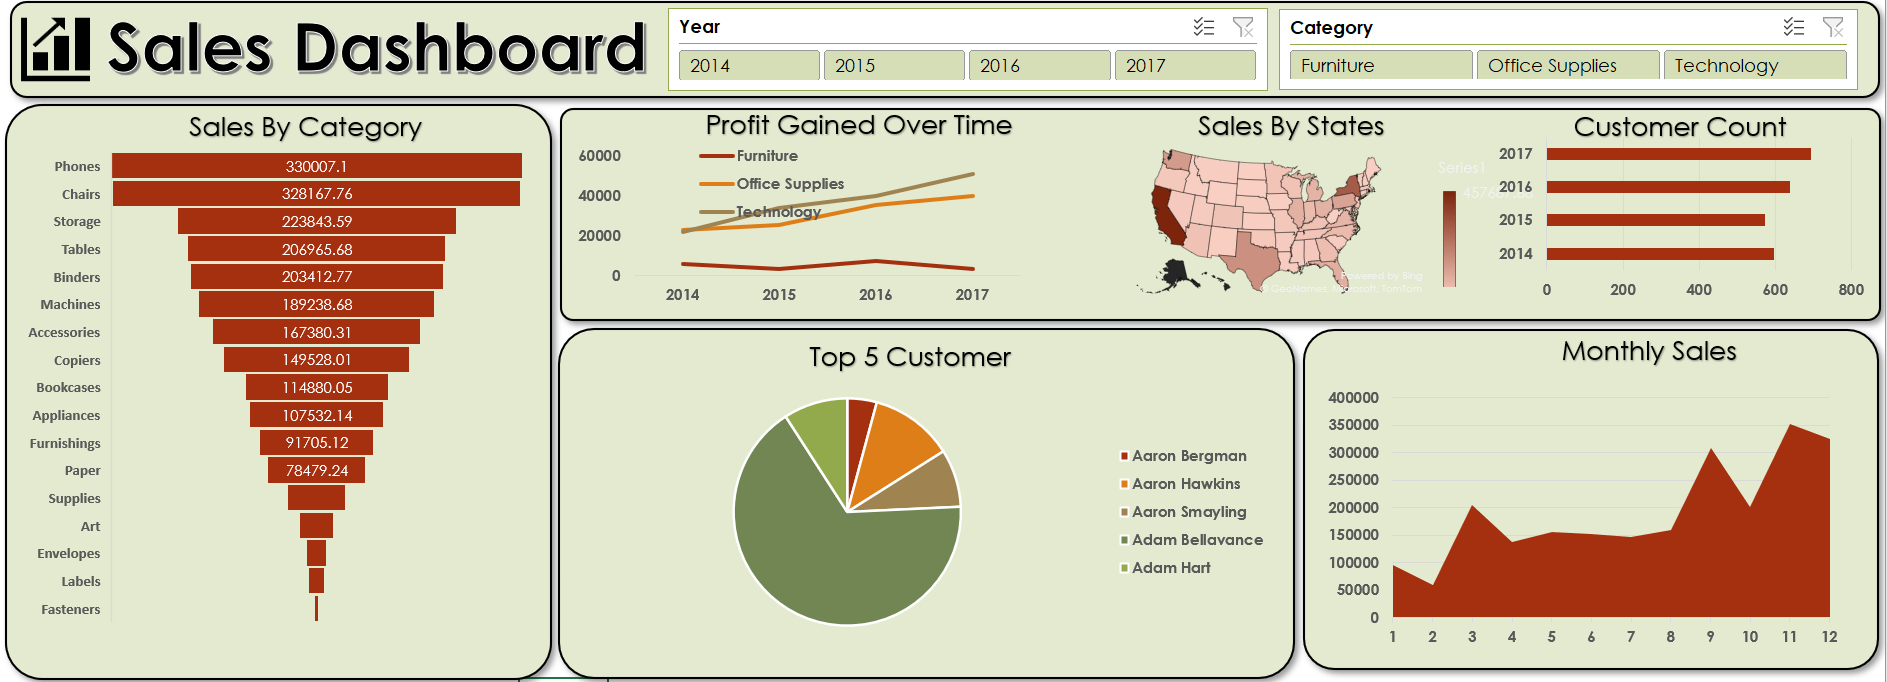 Sales Dashboard
Year
2014 2015 2016 2017
Category
Furniture Office Supplies Technology
Sales By Category
Phones 330007.1
Chairs 328167.76
Storage 223843.59
Tables 206965.68
Binders 203412.77
Machines 189238.68
Accessories 167380.31
Copiers 149528.01
Bookcases 114880.05
Appliances 107532.14
Furnishings 91705.12
Paper 78479.24
Supplies
Art
Envelopes
Labels
Fasteners
Profit Gained Over Time
Furniture
Office Supplies
Technology
60000
40000
20000
0
2014 2015 2016 2017
Sales By States
Series1
Powered by Bing
© GeoNames, Microsoft, TomTom
Customer Count
2017
2016
2015
2014
0 200 400 600 800
Top 5 Customer
Aaron Bergman
Aaron Hawkins
Aaron Smayling
Adam Bellavance
Adam Hart
Monthly Sales
400000
350000
300000
250000
200000
150000
100000
50000
0
1 2 3 4 5 6 7 8 9 10 11 12